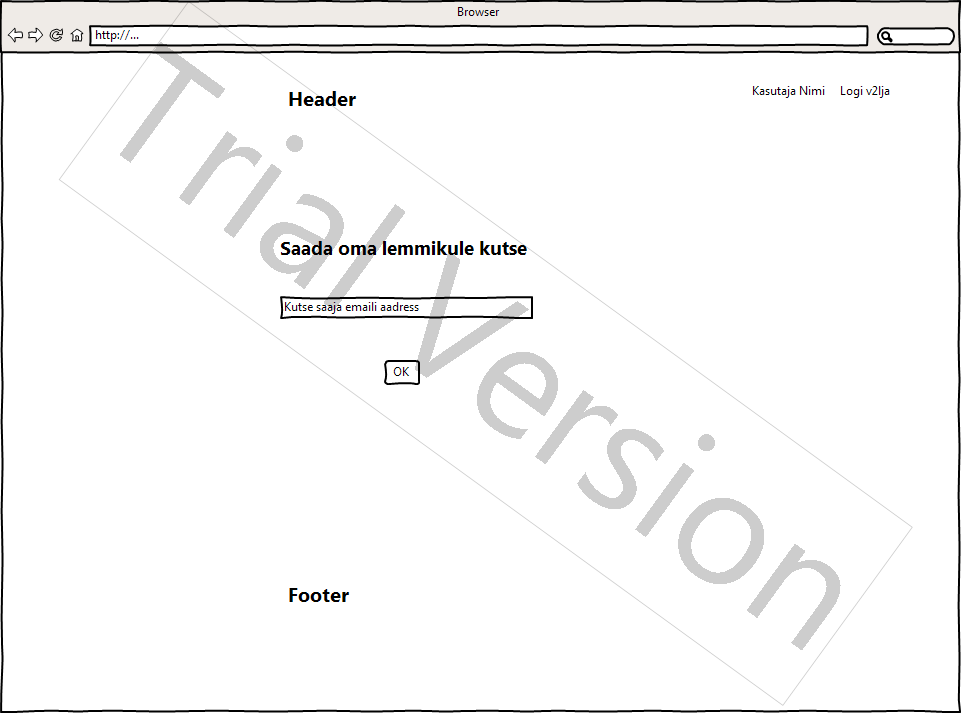 Browser
http://...
Header
Kasutaja Nimi Logi v2lja
Saada oma lemmikule kutse
Kutse saaja emaili aadress
OK
Footer
Trial Version